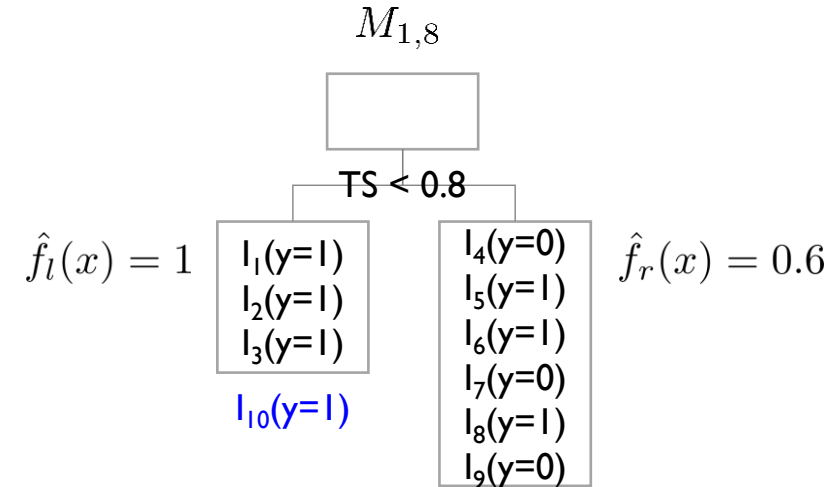 M₁,₈
TS < 0.8
f̂ₗ(x) = 1
I₁(y=1)
I₂(y=1)
I₃(y=1)
I₁₀(y=1)
I₄(y=0)
I₅(y=1)
I₆(y=1)
I₇(y=0)
I₈(y=1)
I₉(y=0)
f̂ᵣ(x) = 0.6